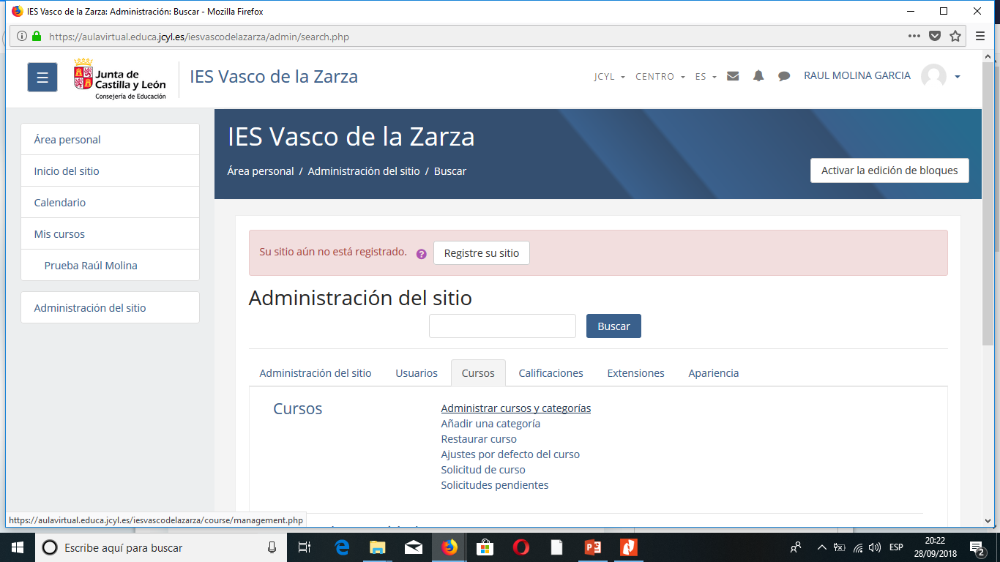 IES Vasco de la Zarza: Administración: Buscar - Mozilla Firefox
https://aulavirtual.educa.jcyl.es/iesvascodelazarza/admin/search.php
Junta de
Castilla y León
Consejería de Educación
IES Vasco de la Zarza
JCYL CENTRO ES RAUL MOLINA GARCIA
Área personal
Inicio del sitio
Calendario
Mis cursos
Prueba Raúl Molina
Administración del sitio
IES Vasco de la Zarza
Área personal / Administración del sitio / Buscar
Activar la edición de bloques
Su sitio aún no está registrado. Registre su sitio
Administración del sitio
Buscar
Administración del sitio Usuarios Cursos Calificaciones Extensiones Apariencia
Cursos
Administrar cursos y categorías
Añadir una categoría
Restaurar curso
Ajustes por defecto del curso
Solicitud de curso
Solicitudes pendientes
https://aulavirtual.educa.jcyl.es/iesvascodelazarza/course/management.php
Escribe aquí para buscar
ESP
20:22
28/09/2018
2